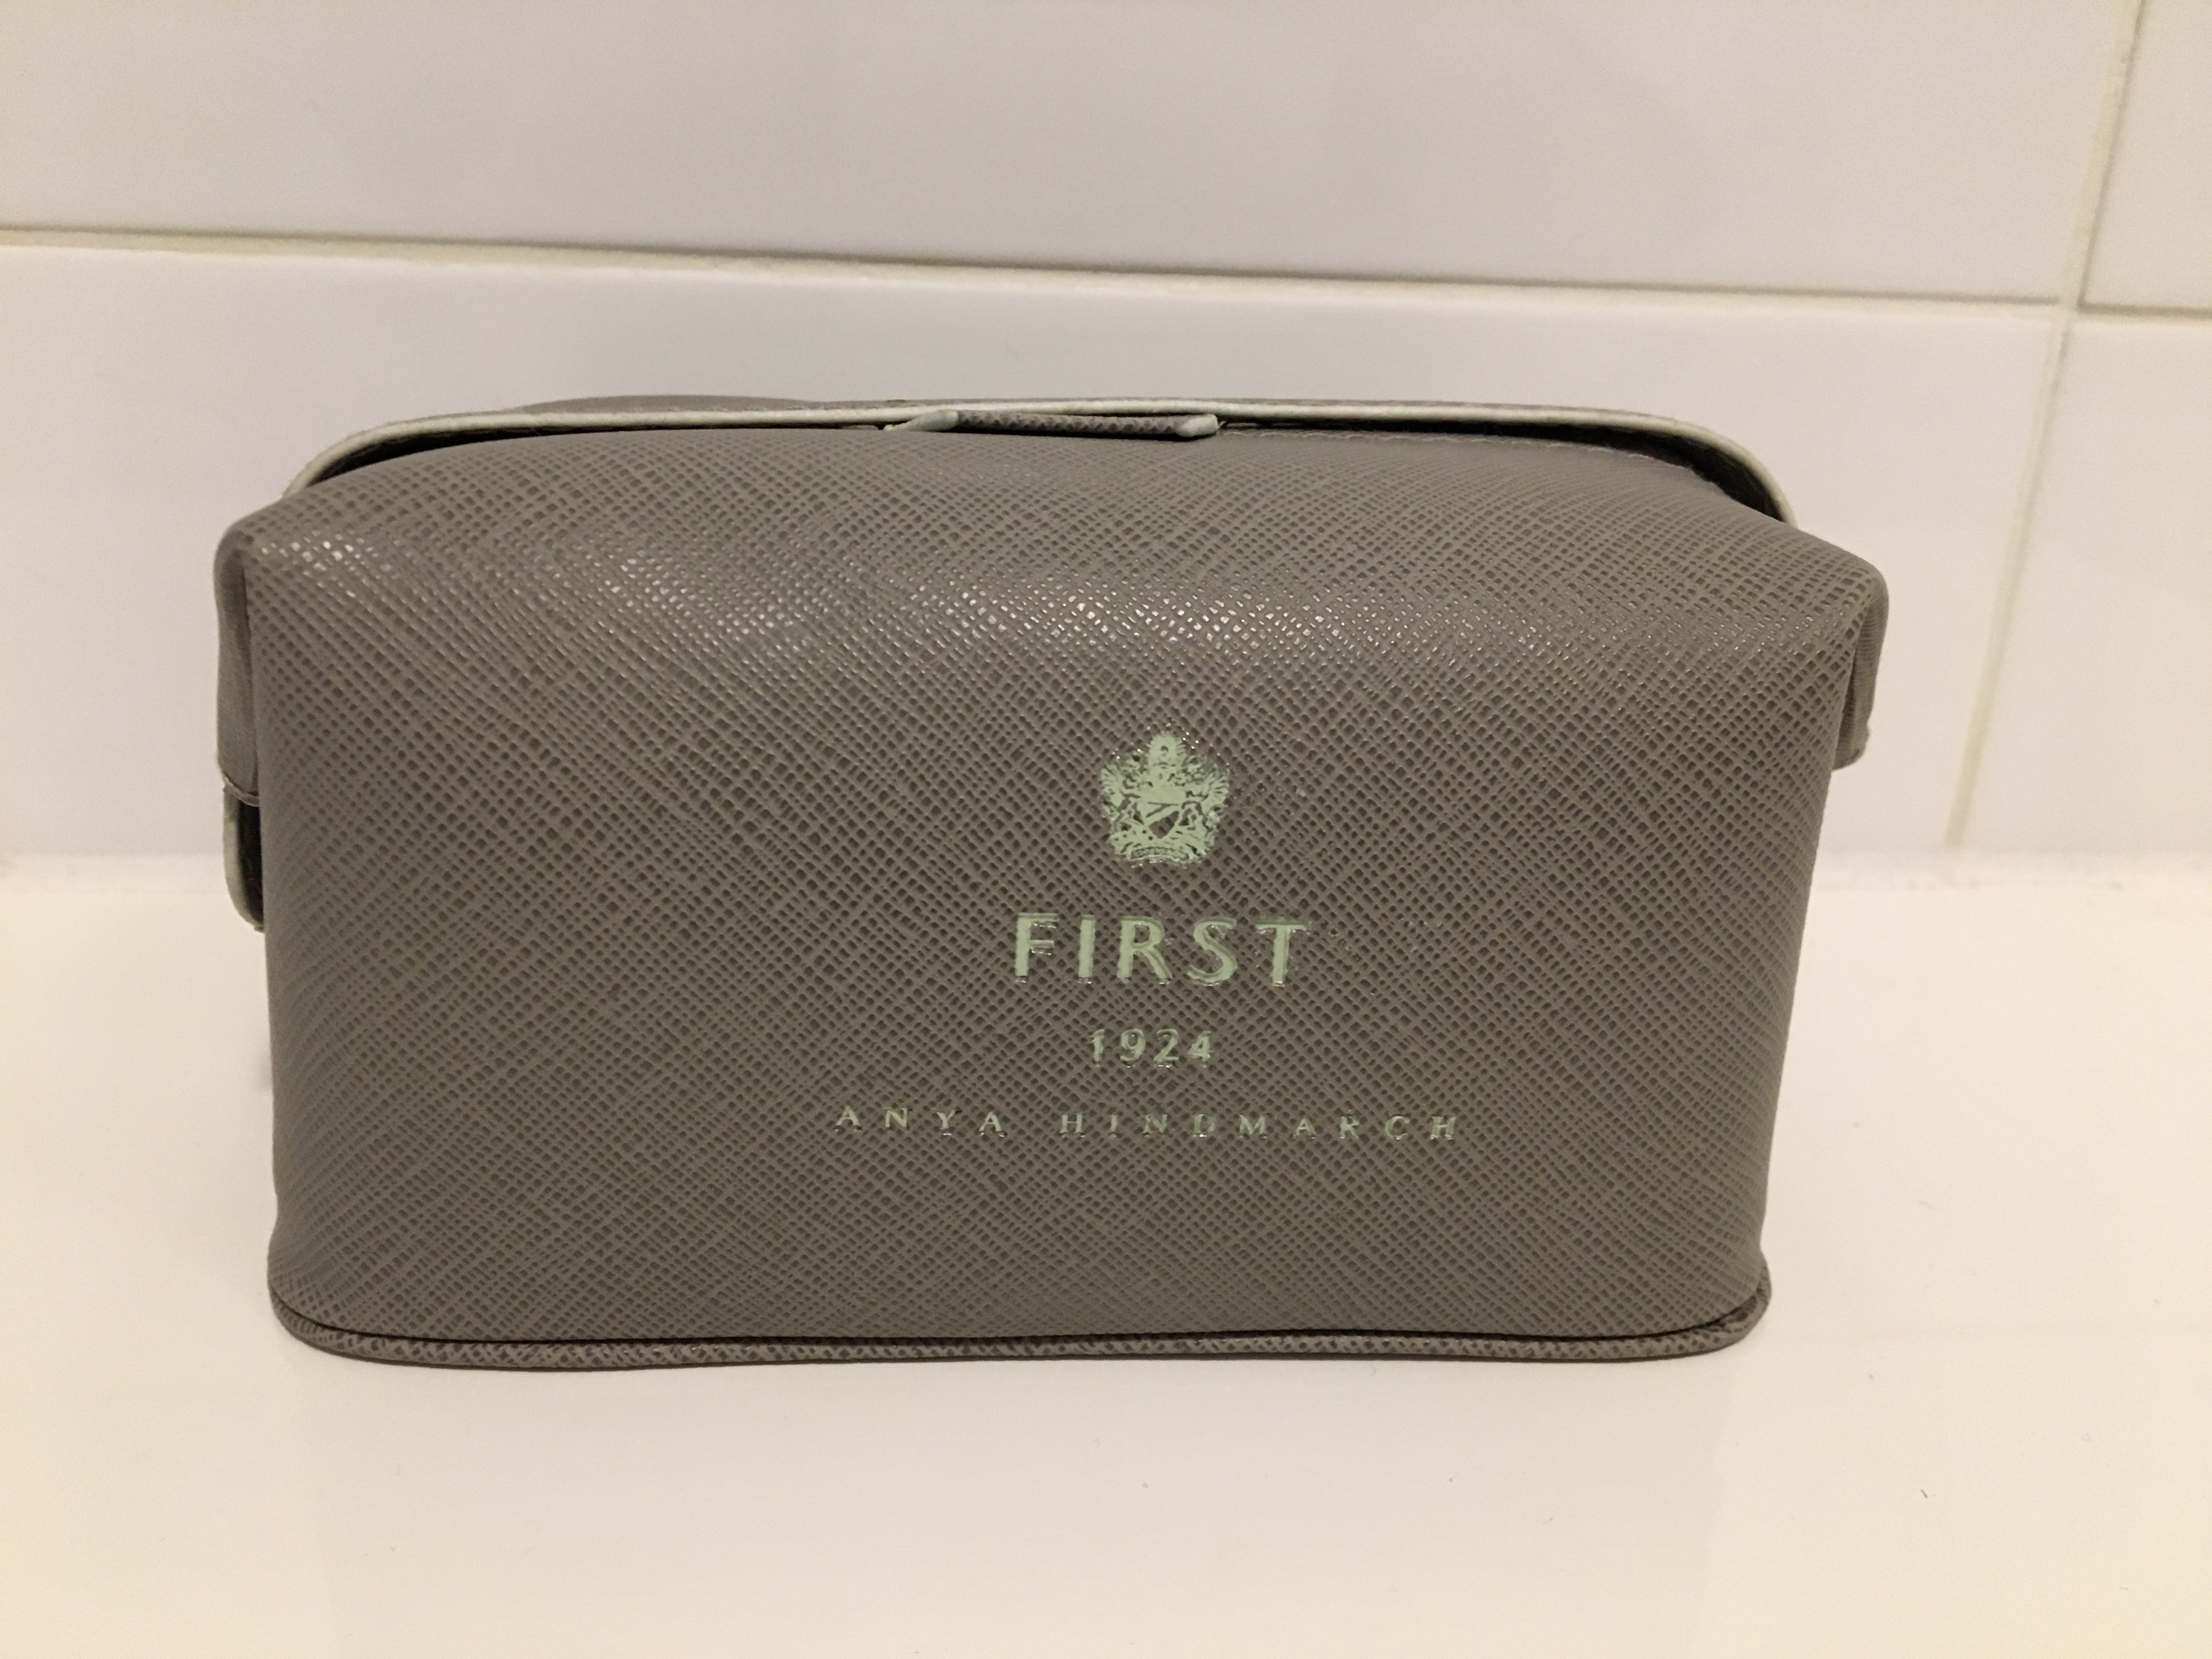 FIRST
1924
ANYA HINDMARCH